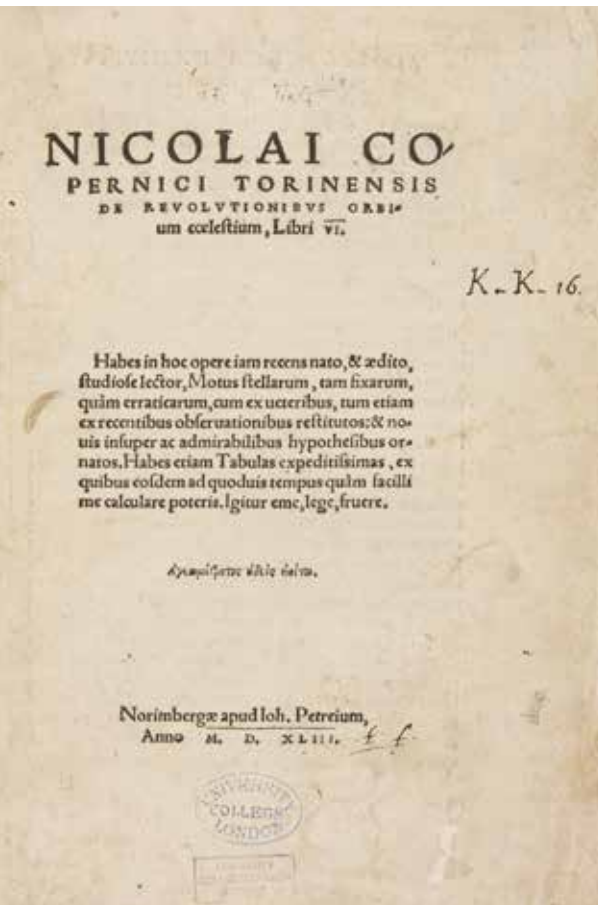 NICOLAI CO
PERNICI TORINENSIS
DE REVOLVTIONIBVS ORBI-
um cœleſtium, Libri VI.
K-K-16.
Habes in hoc opere iam recens nato, & ædito,
ſtudioſe lector, Motus ſtellarum, tam fixarum,
quàm erraticarum, cum ex ueteribus, tum etiam
ex recentibus obſeruationibus reſtitutos: & no-
uis inſuper ac admirabilibus hypotheſibus or-
natos. Habes etiam Tabulas expeditiſsimas, ex
quibus eoſdem ad quoduis tempus quàm facilli
me calculare poteris. Igitur eme, lege, fruere.
Norimbergæ apud Ioh. Petreium,
Anno M. D. XLIII.
UNIVERSITY
COLLEGE
LONDON